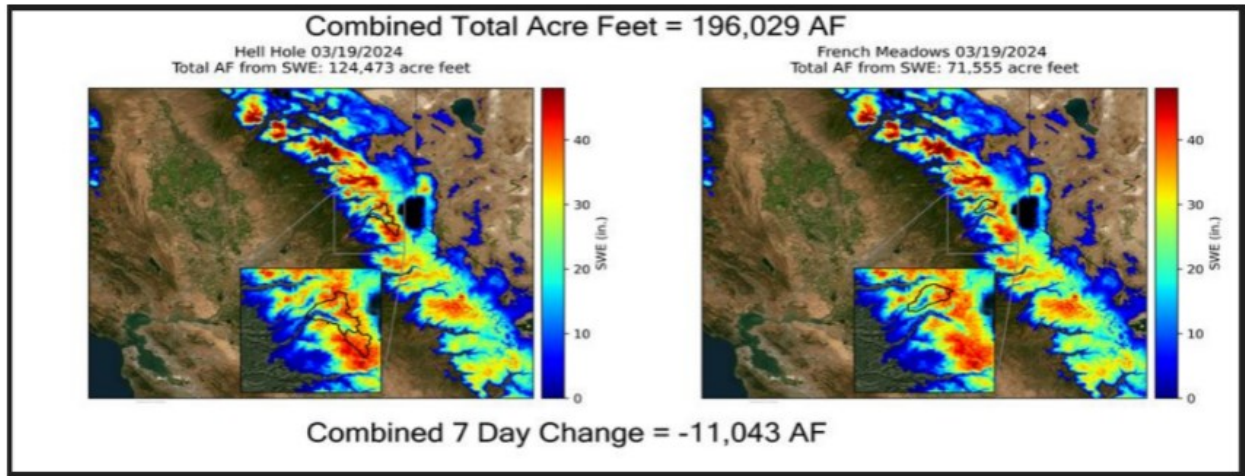 Combined Total Acre Feet = 196,029 AF
Hell Hole 03/19/2024
Total AF from SWE: 124,473 acre feet
French Meadows 03/19/2024
Total AF from SWE: 71,555 acre feet
40
30
20
10
0
SWE (in.)
40
30
20
10
0
SWE (in.)
Combined 7 Day Change = -11,043 AF